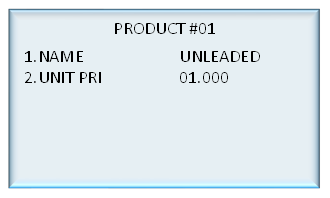 PRODUCT #01
1.NAME UNLEADED
2.UNIT PRI 01.000